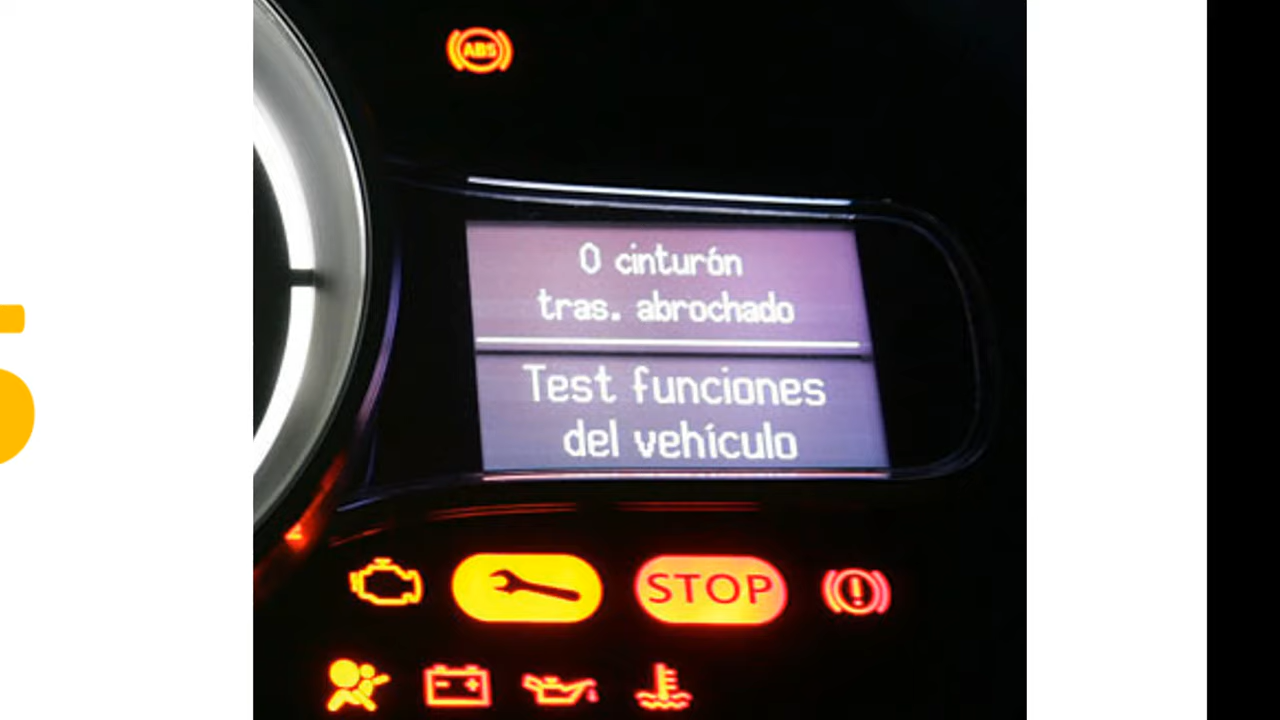 ABS
0 cinturón
tras. abrochado
Test funciones
del vehículo
STOP